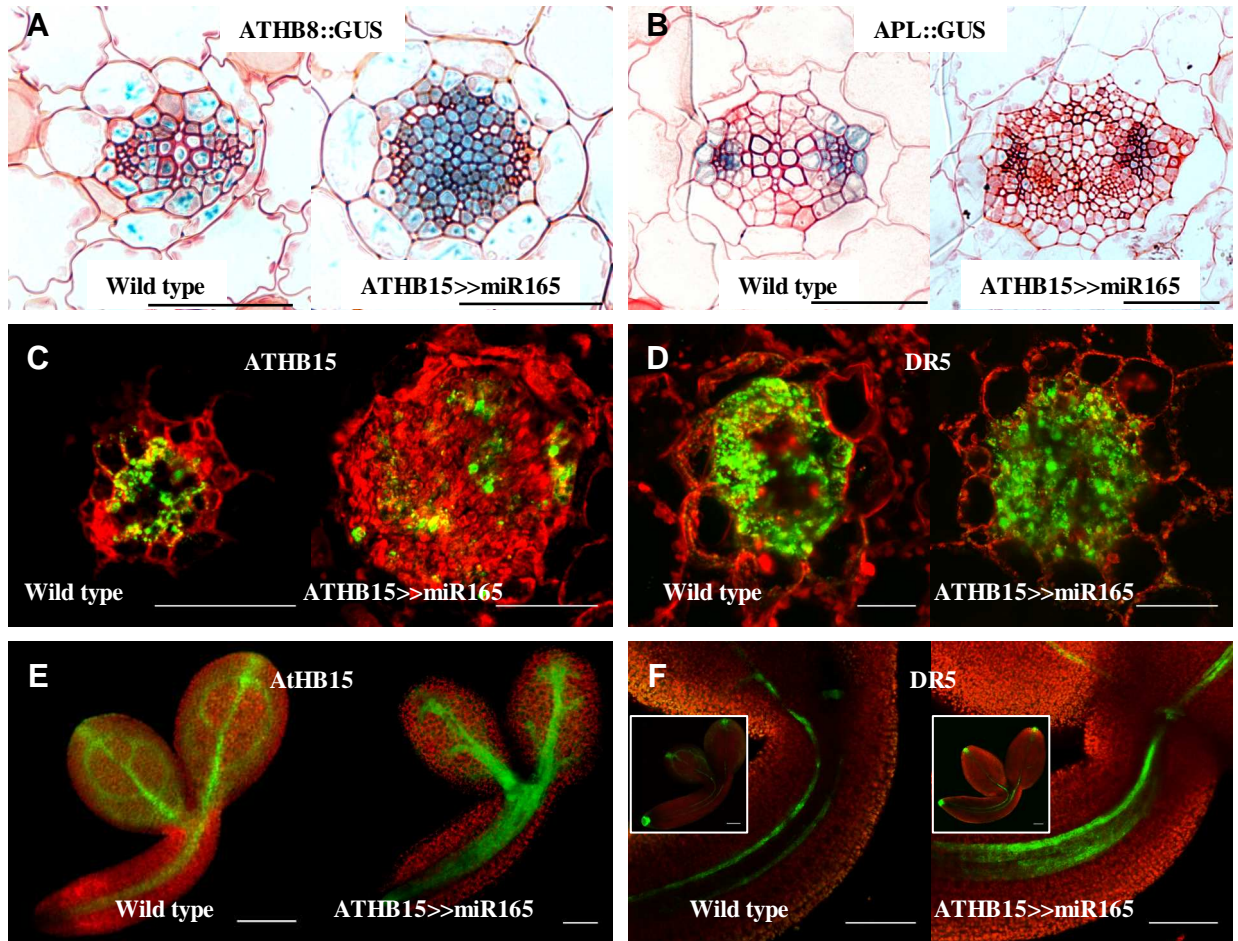 A
ATHB8::GUS
Wild type
ATHB15>>miR165
B
APL::GUS
Wild type
ATHB15>>miR165
C
ATHB15
Wild type
ATHB15>>miR165
D
DR5
Wild type
ATHB15>>miR165
E
AtHB15
Wild type
ATHB15>>miR165
F
DR5
Wild type
ATHB15>>miR165